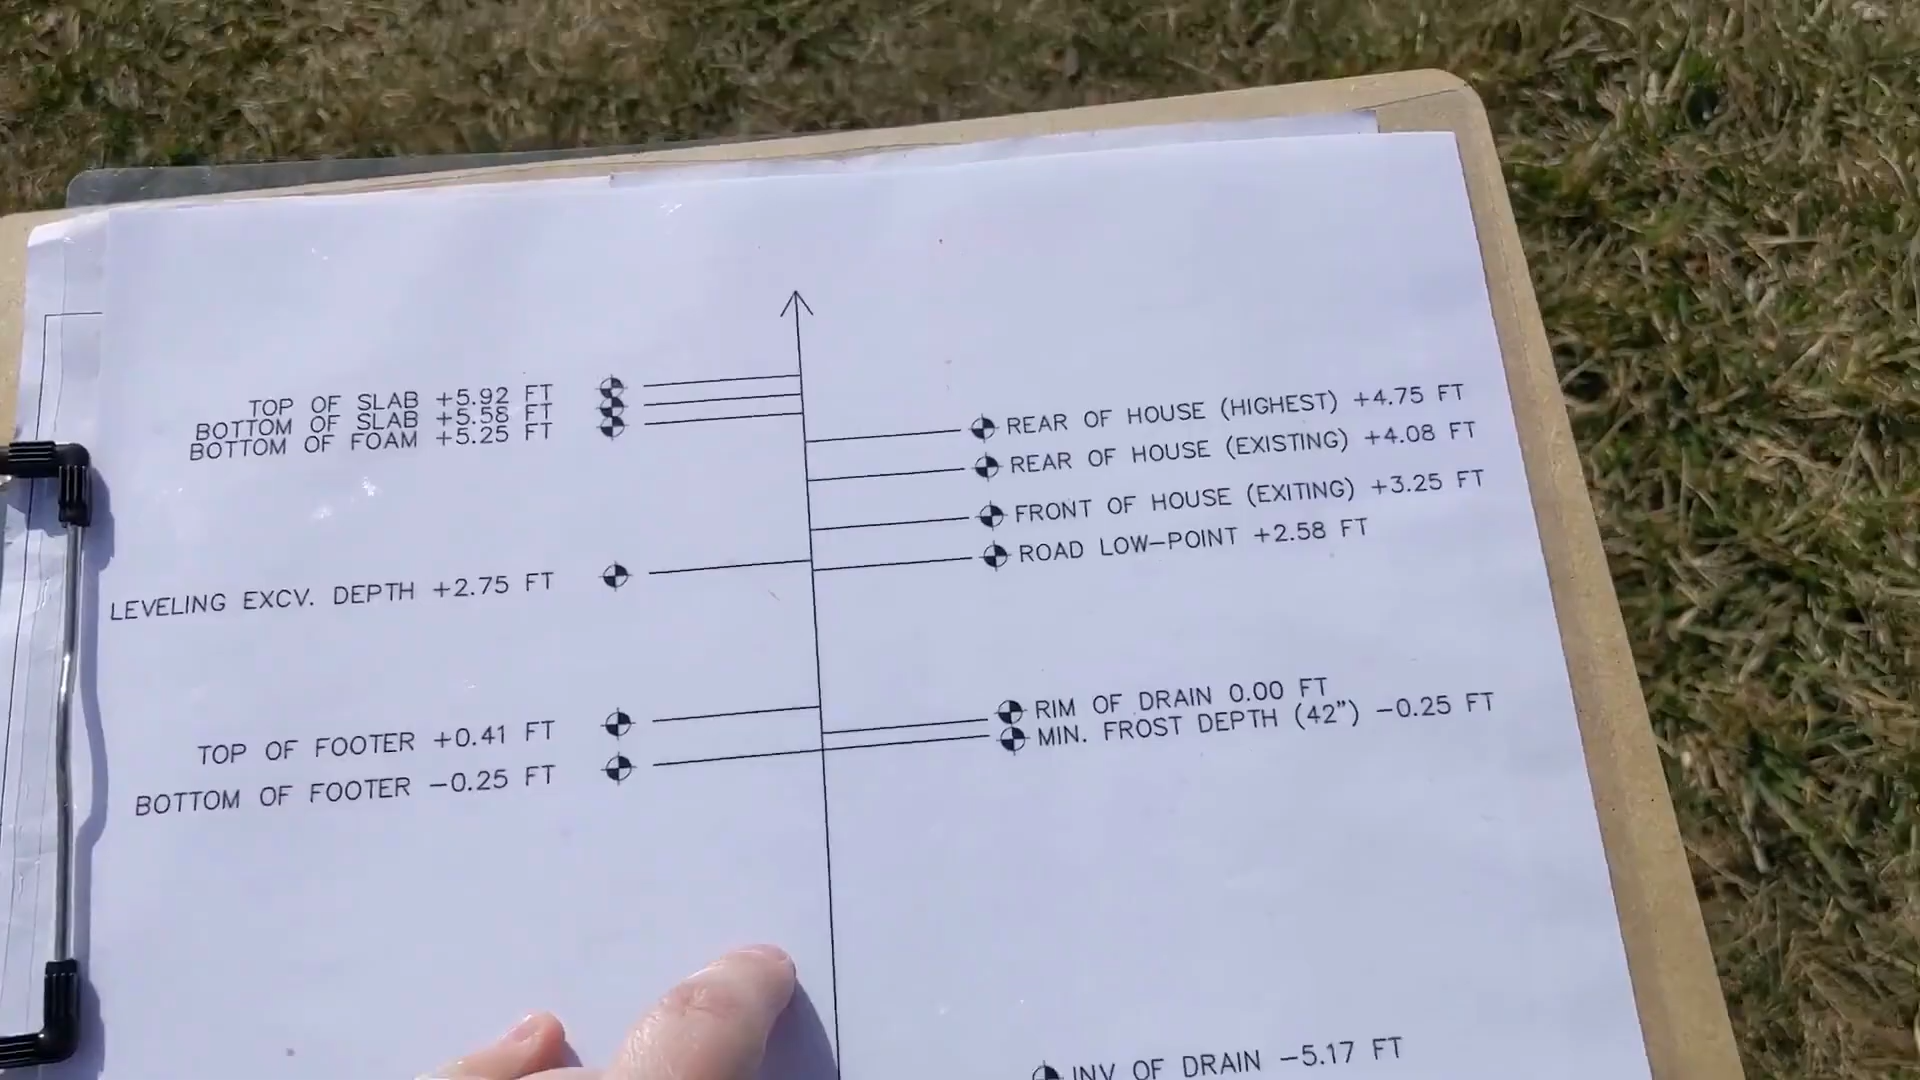 TOP OF SLAB +5.92 FT
BOTTOM OF SLAB +5.58 FT
BOTTOM OF FOAM +5.25 FT
LEVELING EXCV. DEPTH +2.75 FT
TOP OF FOOTER +0.41 FT
BOTTOM OF FOOTER -0.25 FT
REAR OF HOUSE (HIGHEST) +4.75 FT
REAR OF HOUSE (EXISTING) +4.08 FT
FRONT OF HOUSE (EXITING) +3.25 FT
ROAD LOW-POINT +2.58 FT
RIM OF DRAIN 0.00 FT
MIN. FROST DEPTH (42") -0.25 FT
INV OF DRAIN -5.17 FT